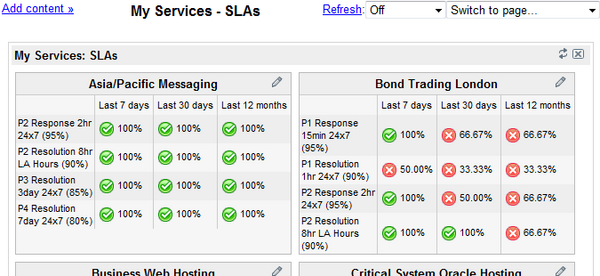 Add content »
My Services - SLAs
Refresh: Off
Switch to page...
My Services: SLAs
Asia/Pacific Messaging
Last 7 days Last 30 days Last 12 months
P2 Response 2hr
24x7 (95%)
100% 100% 100%
P2 Resolution 8hr
LA Hours (90%)
100% 100% 100%
P3 Resolution
3day 24x7 (85%)
100% 100% 100%
P4 Resolution
7day 24x7 (80%)
100% 100% 100%
Bond Trading London
Last 7 days Last 30 days Last 12 months
P1 Response
15min 24x7
(95%)
100% 66.67% 66.67%
P1 Resolution
1hr 24x7 (90%)
50.00% 33.33% 33.33%
P2 Response 2hr
24x7 (95%)
100% 50.00% 66.67%
P2 Resolution
8hr LA Hours
(90%)
100% 100% 66.67%
Business Web Hosting
Critical System Oracle Hosting